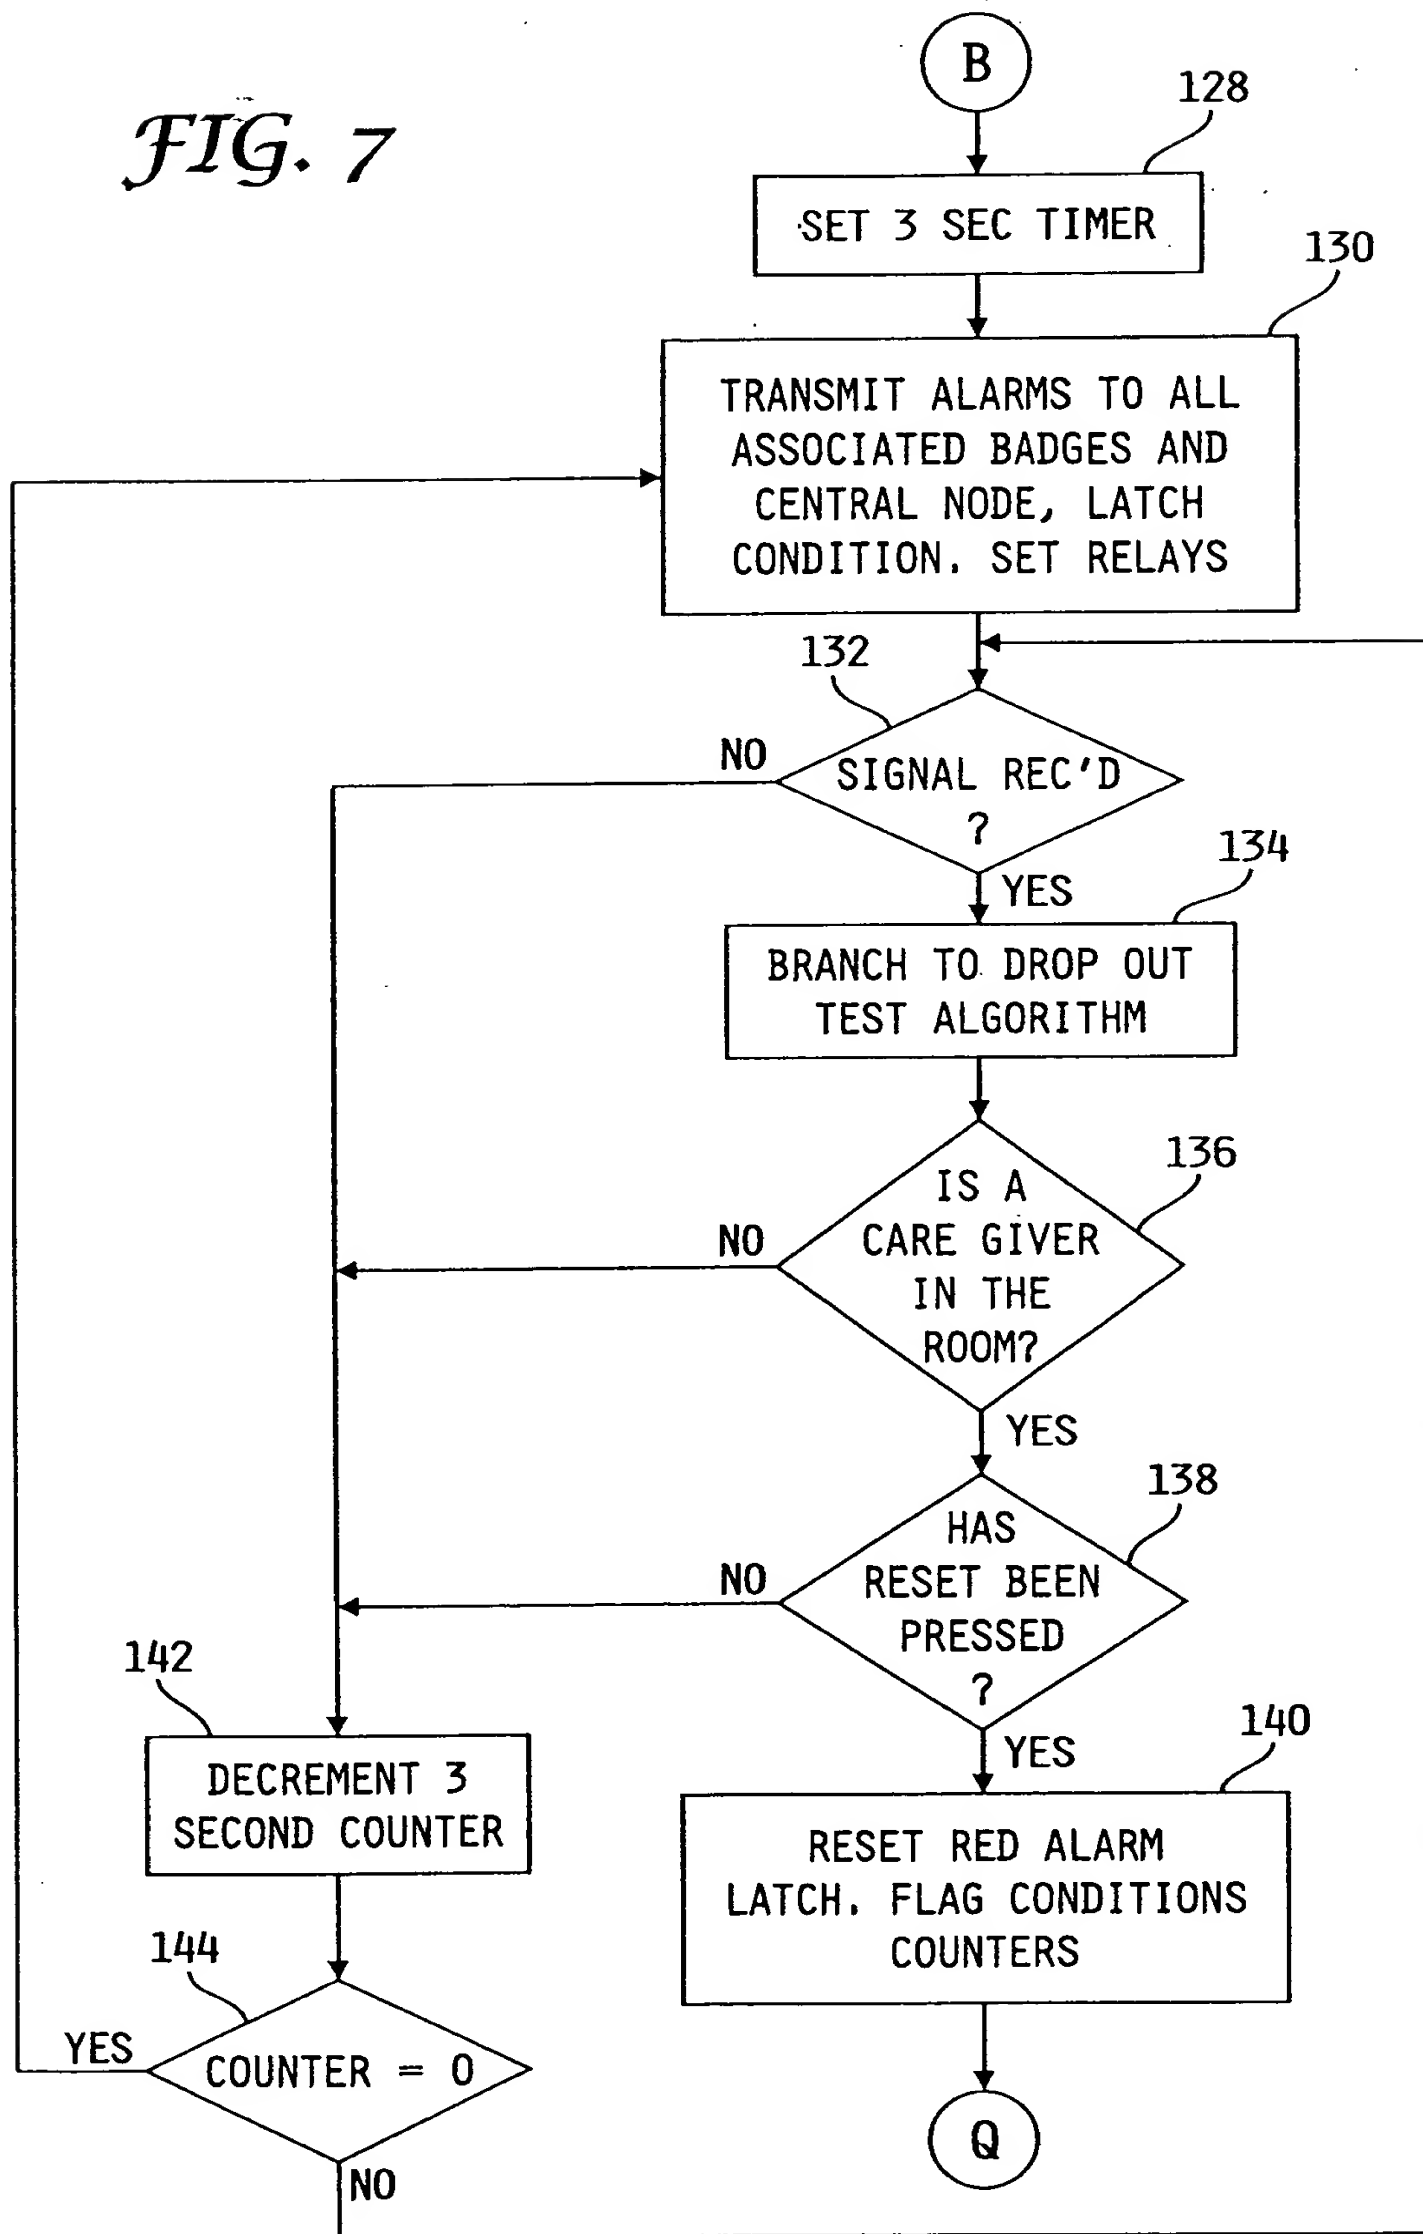 FIG. 7
B
128
SET 3 SEC TIMER
130
TRANSMIT ALARMS TO ALL
ASSOCIATED BADGES AND
CENTRAL NODE, LATCH
CONDITION. SET RELAYS
132
NO
SIGNAL REC'D
?
YES
134
BRANCH TO DROP OUT
TEST ALGORITHM
136
NO
IS A
CARE GIVER
IN THE
ROOM?
YES
138
NO
HAS
RESET BEEN
PRESSED
?
YES
140
RESET RED ALARM
LATCH. FLAG CONDITIONS
COUNTERS
Q
142
DECREMENT 3
SECOND COUNTER
144
YES
COUNTER = 0
NO